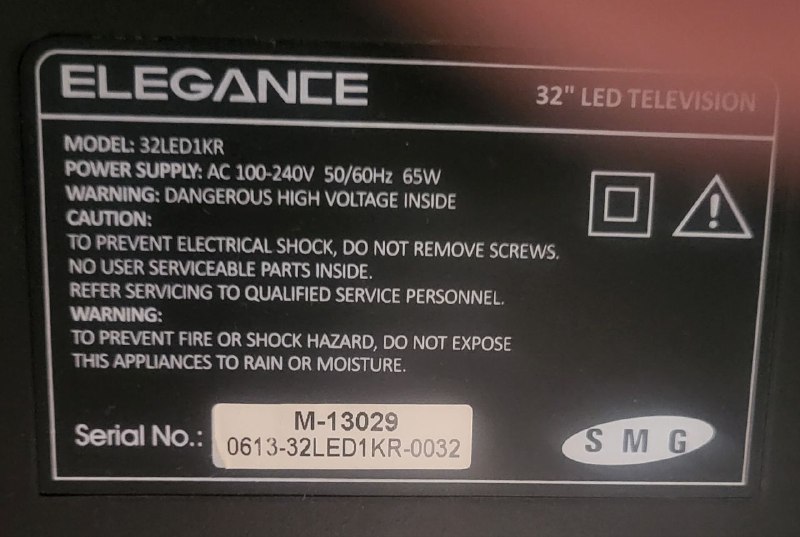 ELEGANCE
32" LED TELEVISION
MODEL: 32LED1KR
POWER SUPPLY: AC 100-240V 50/60Hz 65W
WARNING: DANGEROUS HIGH VOLTAGE INSIDE
CAUTION:
TO PREVENT ELECTRICAL SHOCK, DO NOT REMOVE SCREWS.
NO USER SERVICEABLE PARTS INSIDE.
REFER SERVICING TO QUALIFIED SERVICE PERSONNEL.
WARNING:
TO PREVENT FIRE OR SHOCK HAZARD, DO NOT EXPOSE
THIS APPLIANCES TO RAIN OR MOISTURE.
Serial No.:
M-13029
0613-32LED1KR-0032
SMG